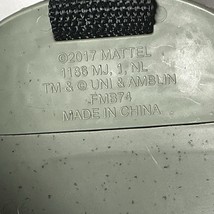 ©2017 MATTEL
1186 MJ, 1, NL
TM & © UNI & AMBLIN
FMB74
MADE IN CHINA